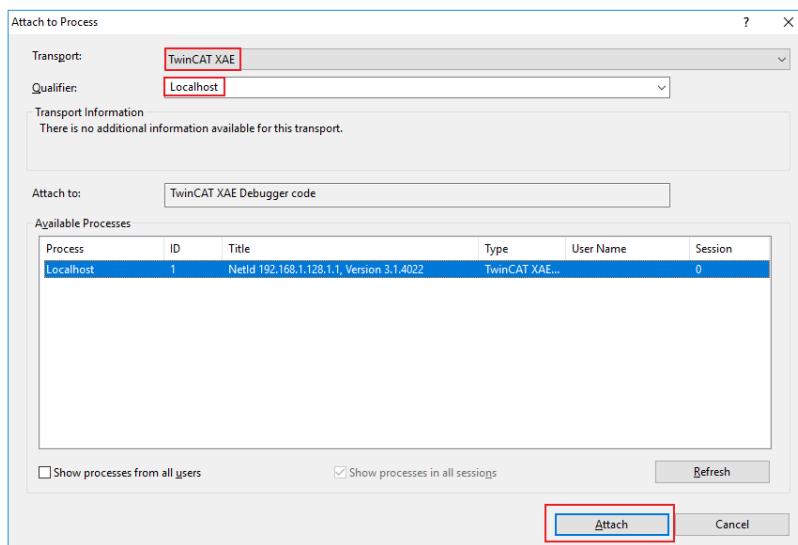 Attach to Process
Transport: TwinCAT XAE
Qualifier: Localhost
Transport Information
There is no additional information available for this transport.
Attach to: TwinCAT XAE Debugger code
Available Processes
Process ID Title Type User Name Session
Localhost 1 NetId 192.168.1.128.1.1, Version 3.1.4022 TwinCAT XAE... 0
Show processes from all users Show processes in all sessions Refresh
Attach Cancel